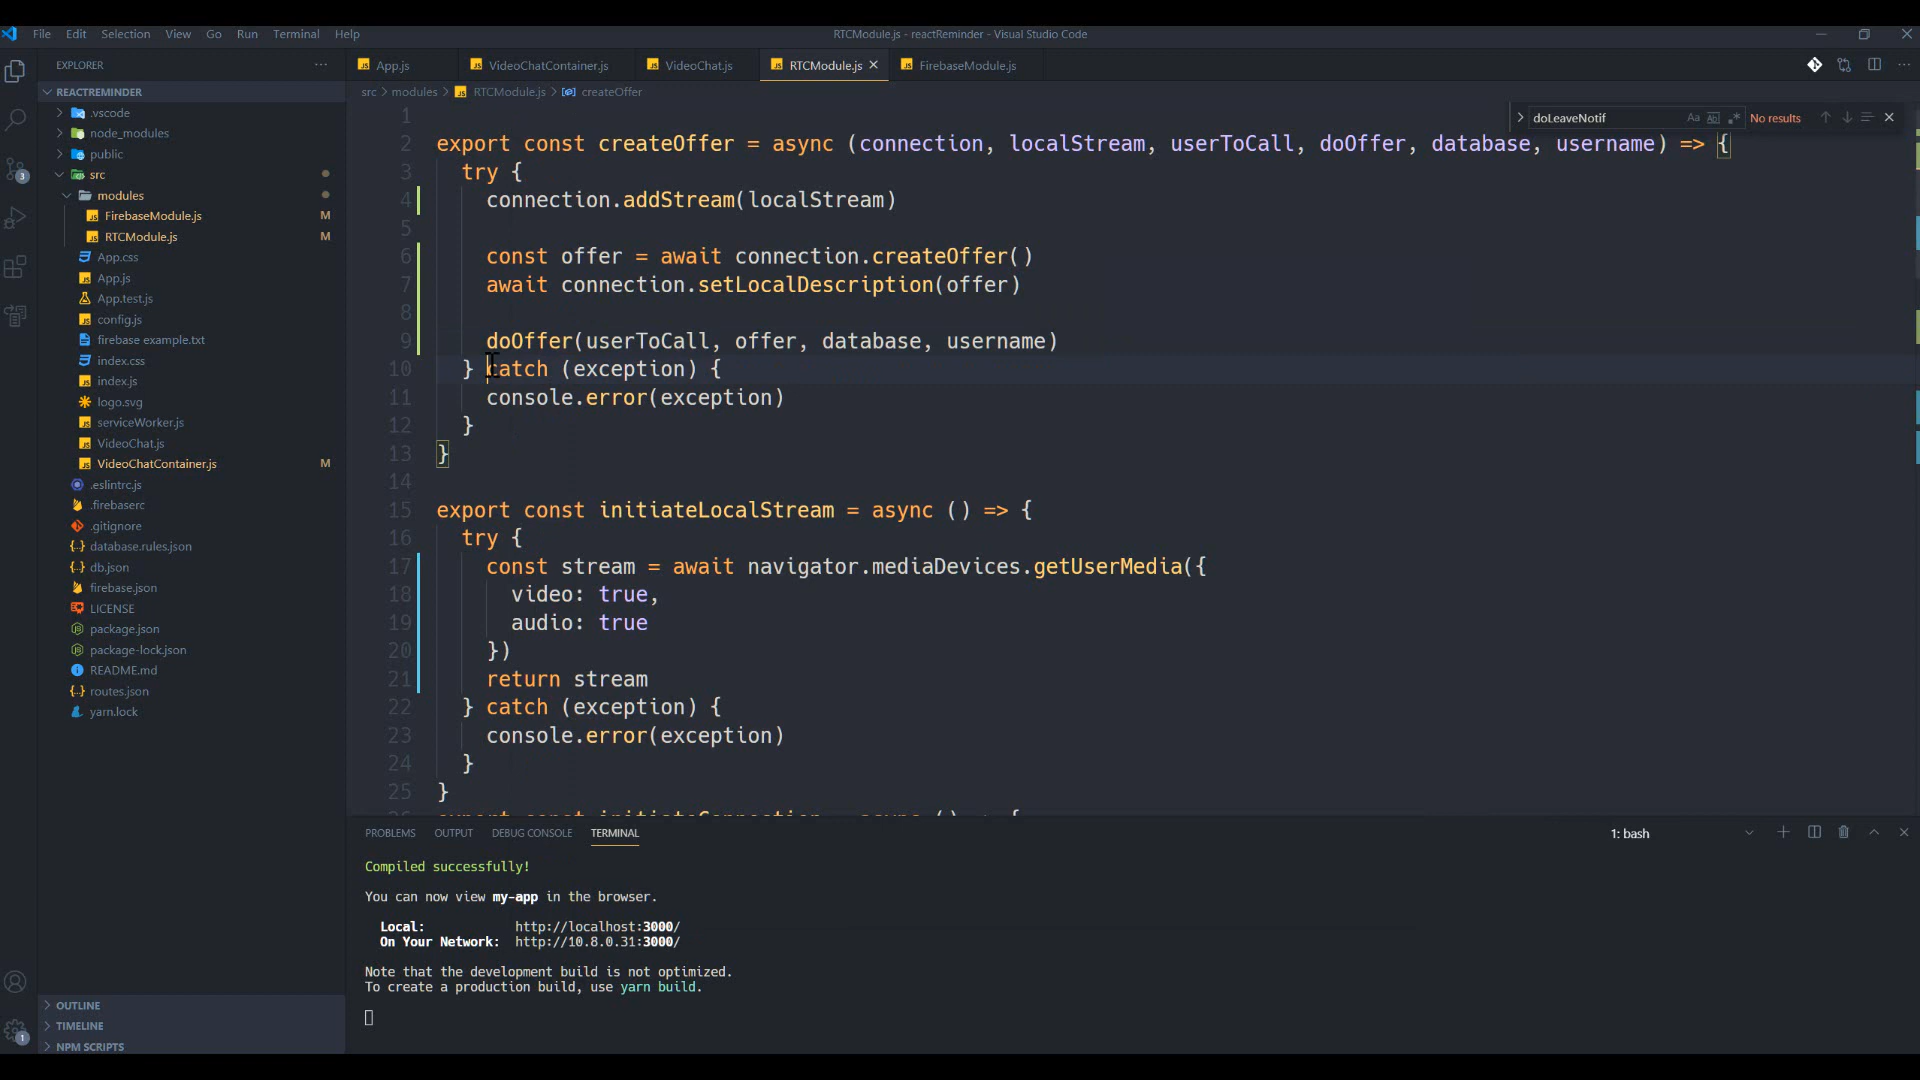 File Edit Selection View Go Run Terminal Help
RTCModule.js - reactReminder - Visual Studio Code
EXPLORER
App.js
VideoChatContainer.js
VideoChat.js
RTCModule.js
FirebaseModule.js
src > modules > RTCModule.js > createOffer
doLeaveNotif
Aa
No results
REACTREMINDER
.vscode
node_modules
public
src
modules
FirebaseModule.js M
RTCModule.js M
App.css
App.js
App.test.js
config.js
firebase example.txt
index.css
index.js
logo.svg
serviceWorker.js
VideoChat.js
VideoChatContainer.js M
.eslintrc.js
.firebaserc
.gitignore
database.rules.json
db.json
firebase.json
LICENSE
package.json
package-lock.json
README.md
routes.json
yarn.lock
OUTLINE
TIMELINE
NPM SCRIPTS
3
1
1
2 export const createOffer = async (connection, localStream, userToCall, doOffer, database, username) => {
3 try {
4 connection.addStream(localStream)
5
6 const offer = await connection.createOffer()
7 await connection.setLocalDescription(offer)
8
9 doOffer(userToCall, offer, database, username)
10 } catch (exception) {
11 console.error(exception)
12 }
13 }
14
15 export const initiateLocalStream = async () => {
16 try {
17 const stream = await navigator.mediaDevices.getUserMedia({
18 video: true,
19 audio: true
20 })
21 return stream
22 } catch (exception) {
23 console.error(exception)
24 }
25 }
PROBLEMS OUTPUT DEBUG CONSOLE TERMINAL
1: bash
Compiled successfully!
You can now view my-app in the browser.
Local: http://localhost:3000/
On Your Network: http://10.8.0.31:3000/
Note that the development build is not optimized.
To create a production build, use yarn build.